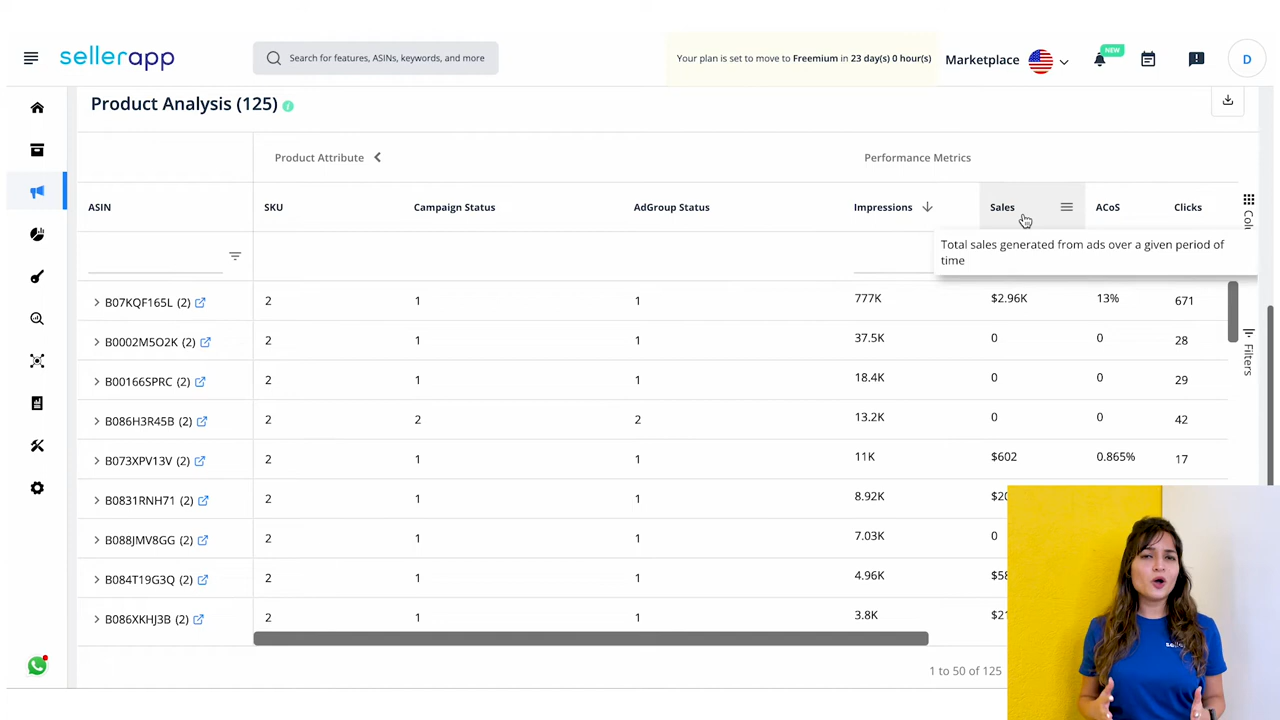 sellerapp
Search for features, ASINs, keywords, and more
Your plan is set to move to Freemium in 23 day(s) 0 hour(s)
Marketplace
NEW
D
Product Analysis (125)
Product Attribute
Performance Metrics
ASIN SKU Campaign Status AdGroup Status Impressions Sales ACoS Clicks
Total sales generated from ads over a given period of
time
B07KQF165L (2) 2 1 1 777K $2.96K 13% 671
B0002M5O2K (2) 2 1 1 37.5K 0 0 28
B00166SPRC (2) 2 1 1 18.4K 0 0 29
B086H3R45B (2) 2 2 2 13.2K 0 0 42
B073XPV13V (2) 2 1 1 11K $602 0.865% 17
B0831RNH71 (2) 2 1 1 8.92K
B088JMV8GG (2) 2 1 1 7.03K 0
B084T19G3Q (2) 2 1 1 4.96K
B086XKHJ3B (2) 2 1 1 3.8K
Filters
1 to 50 of 125